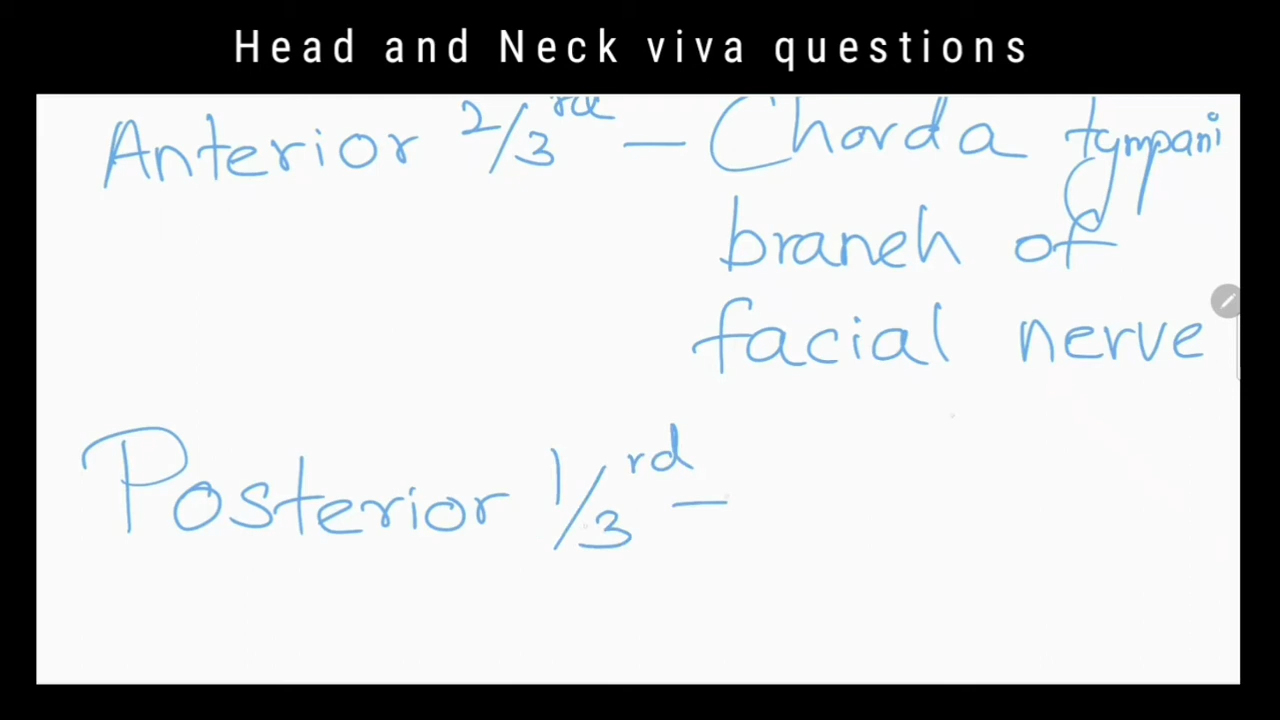 Head and Neck viva questions
Anterior 2/3rd - Chorda tympani
branch of
facial nerve
Posterior 1/3rd -